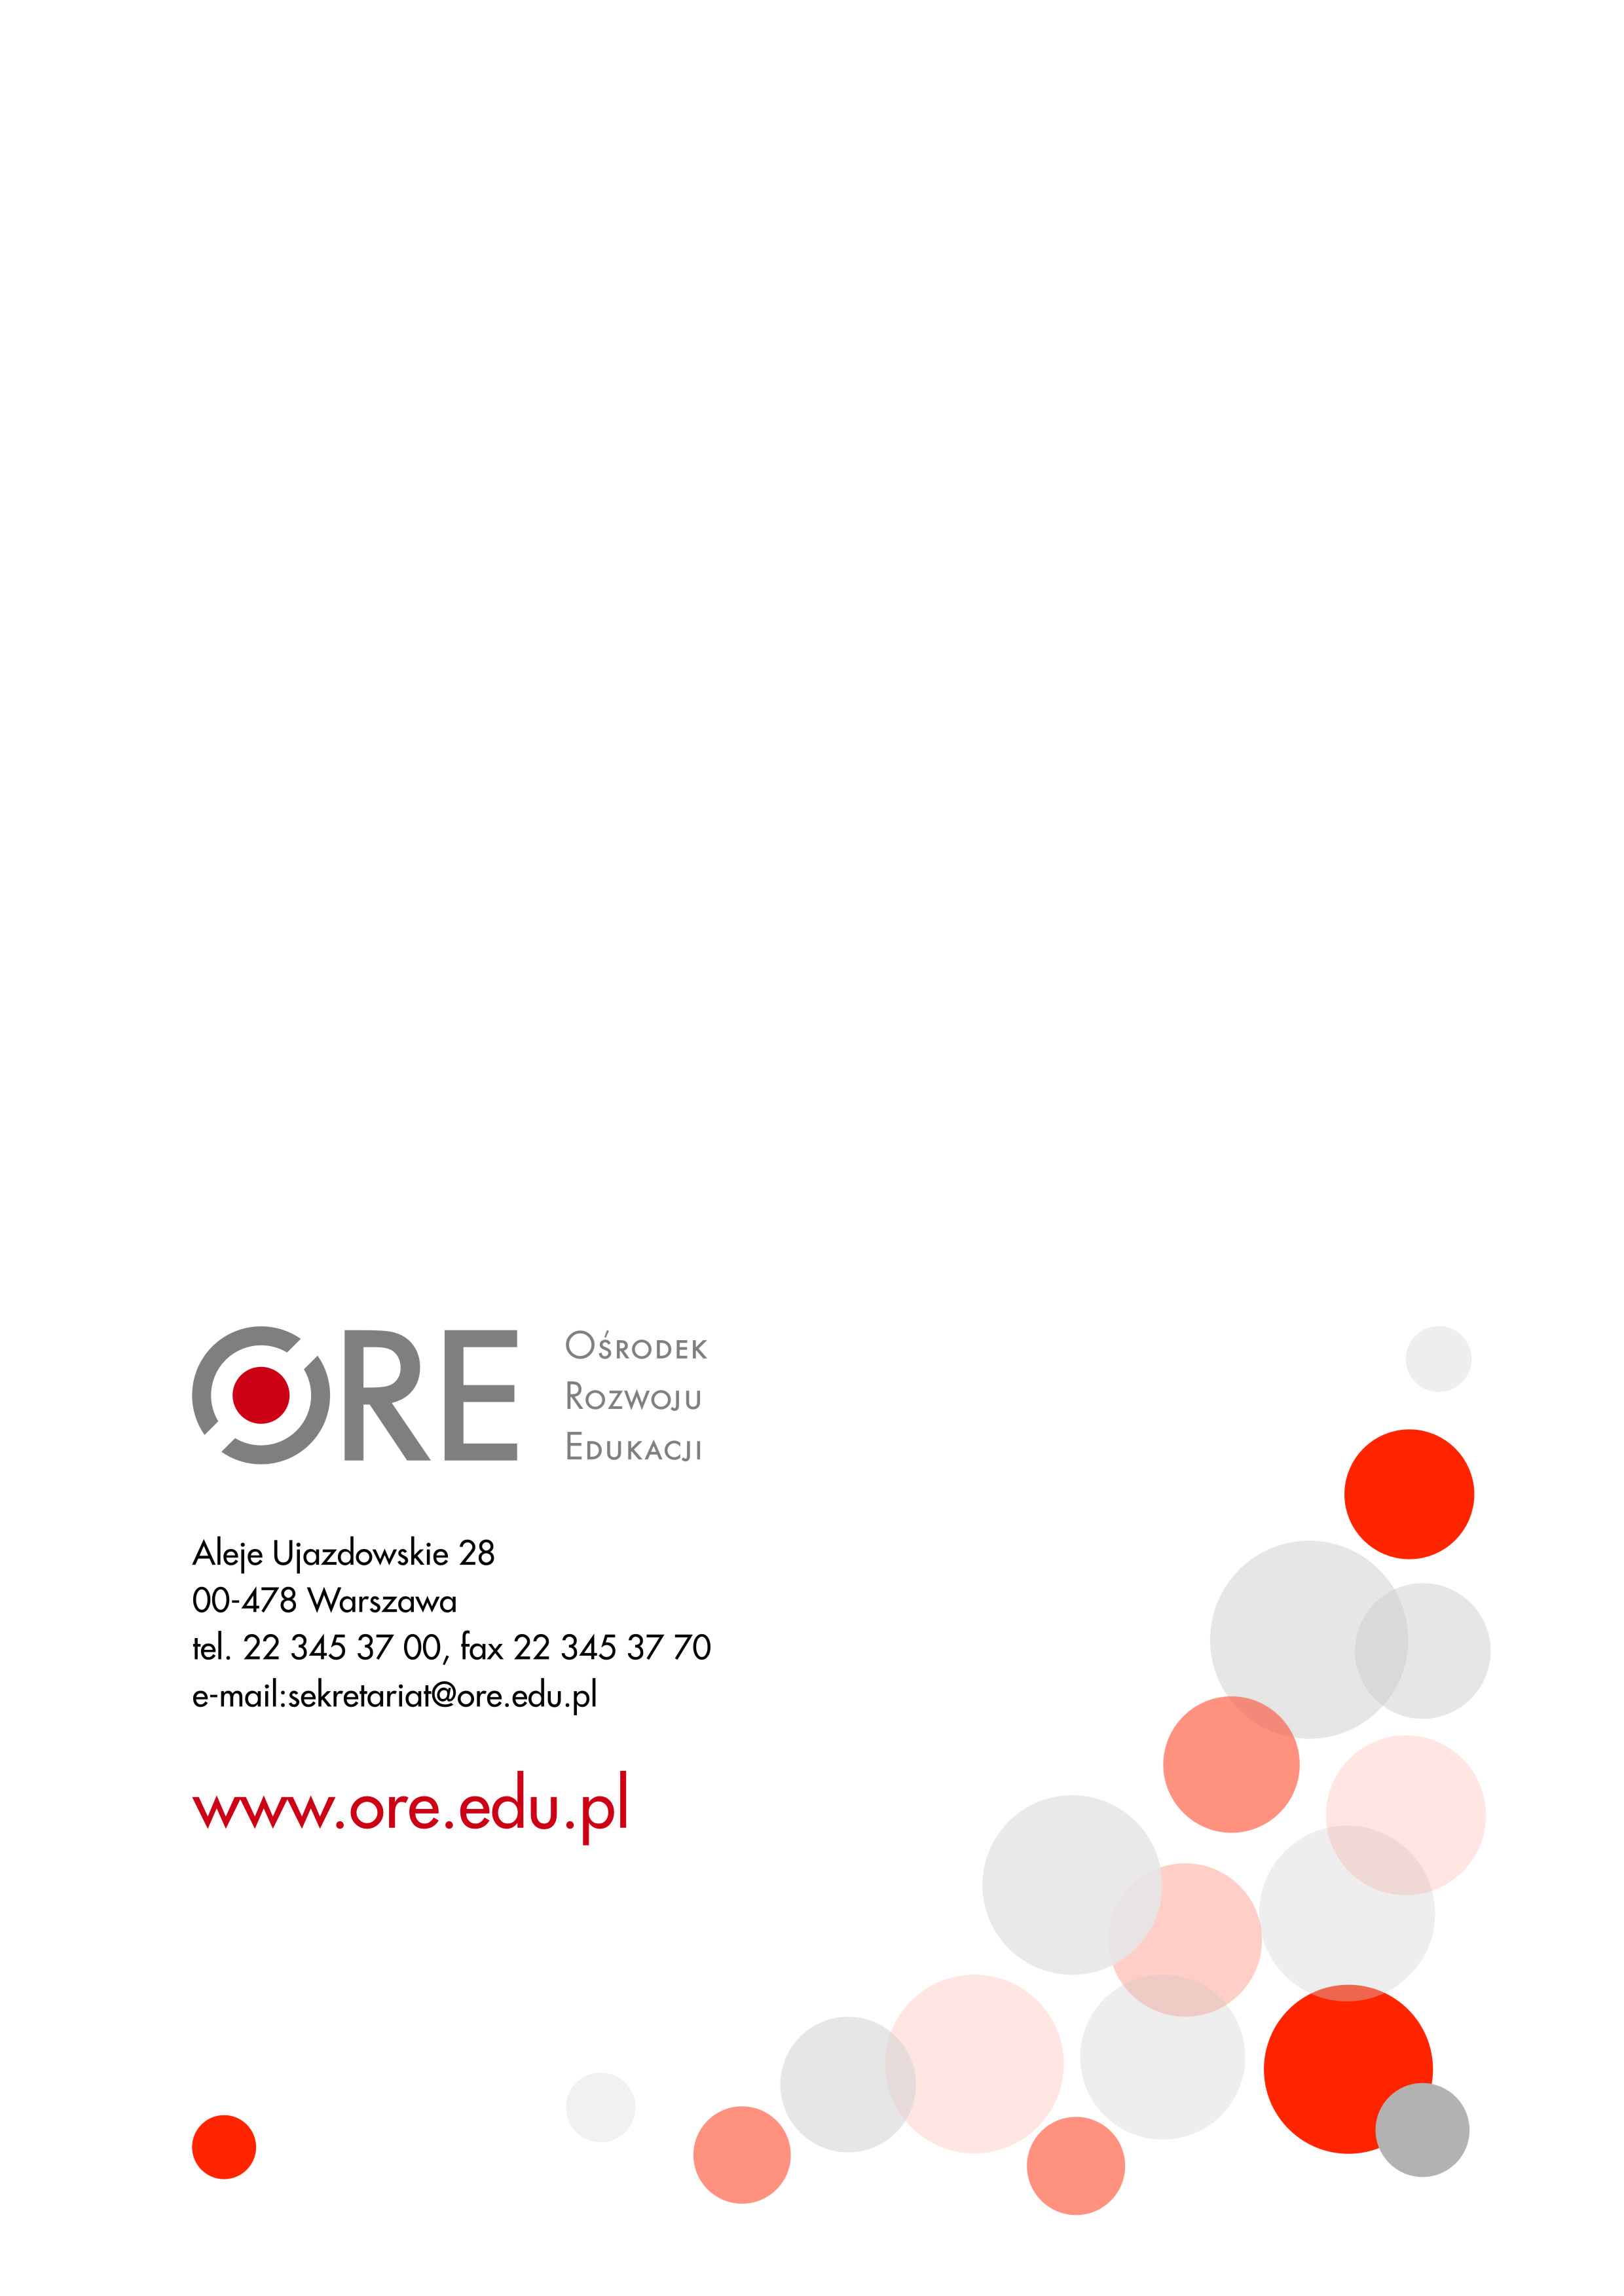 ORE
Ośrodek
Rozwoju
Edukacji
Aleje Ujazdowskie 28
00-478 Warszawa
tel. 22 345 37 00, fax 22 345 37 70
e-mail:sekretariat@ore.edu.pl
www.ore.edu.pl